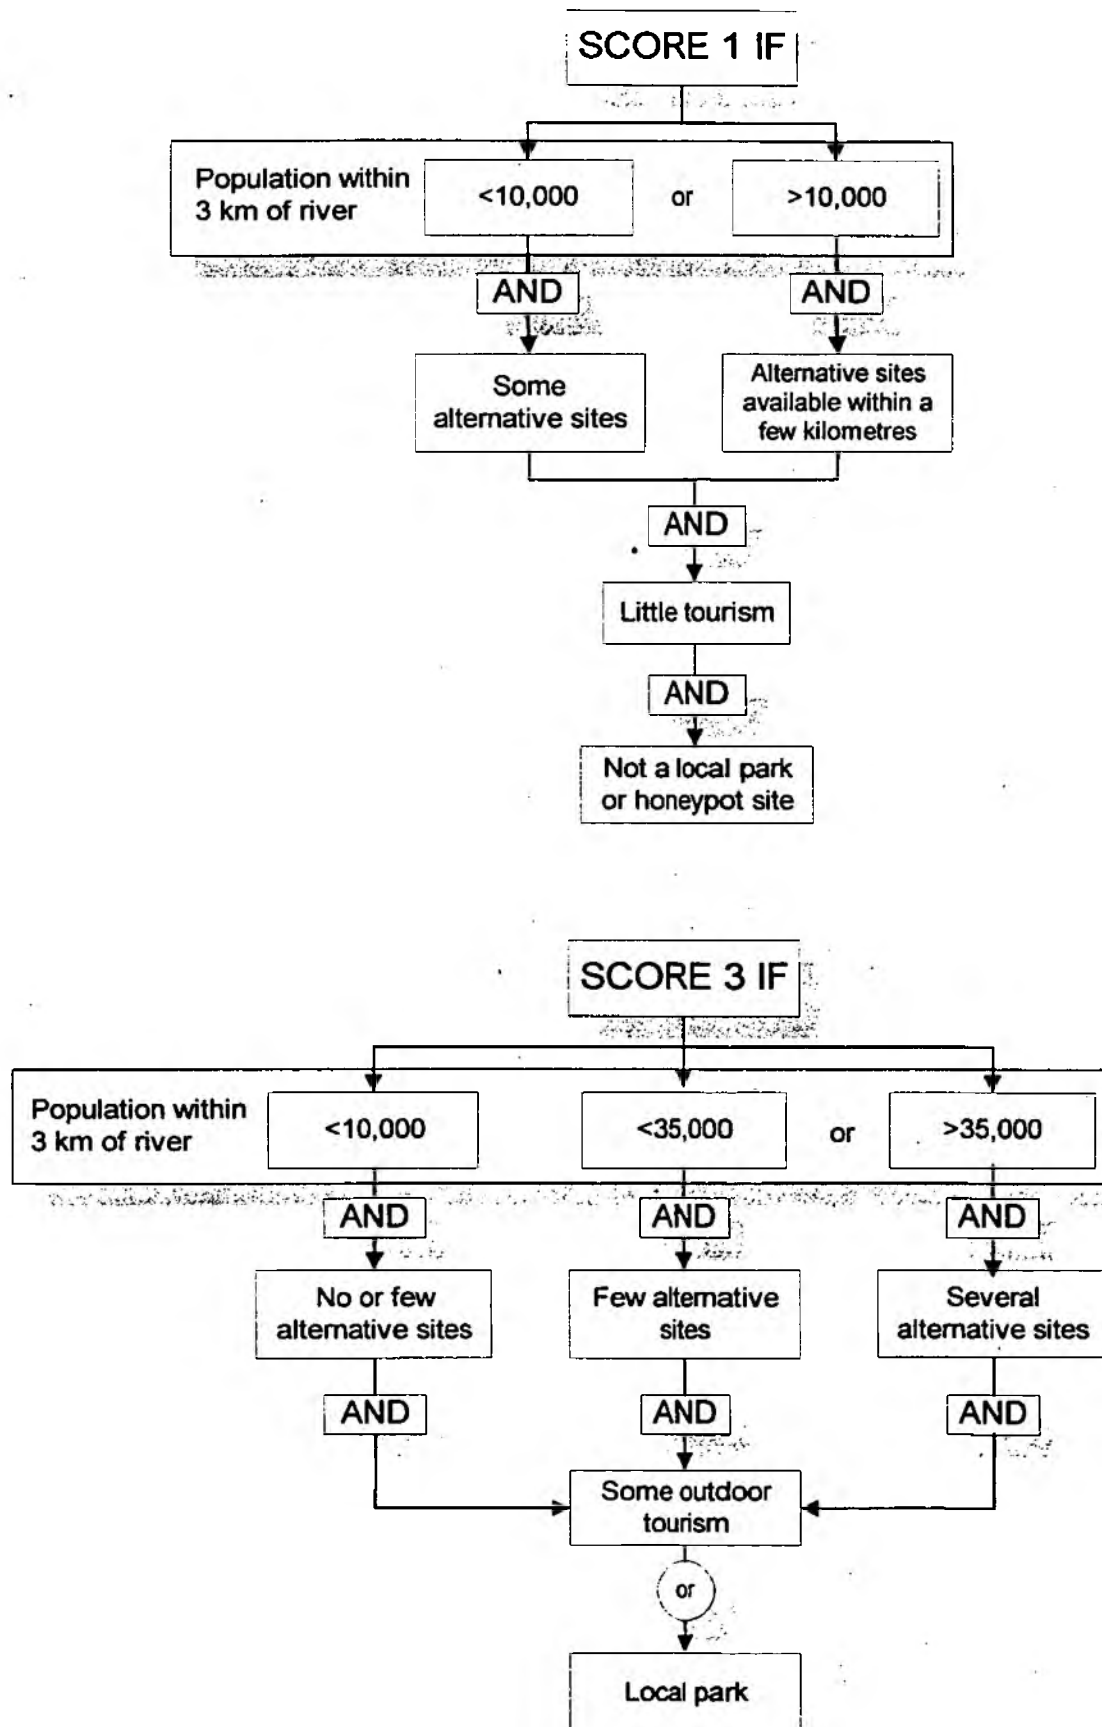 SCORE 1 IF
Population within
3 km of river
<10,000
or
>10,000
AND
AND
Some
alternative sites
Alternative sites
available within a
few kilometres
AND
Little tourism
AND
Not a local park
or honeypot site
SCORE 3 IF
Population within
3 km of river
<10,000
<35,000
or
>35,000
AND
AND
AND
No or few
alternative sites
Few alternative
sites
Several
alternative sites
AND
AND
AND
Some outdoor
tourism
or
Local park